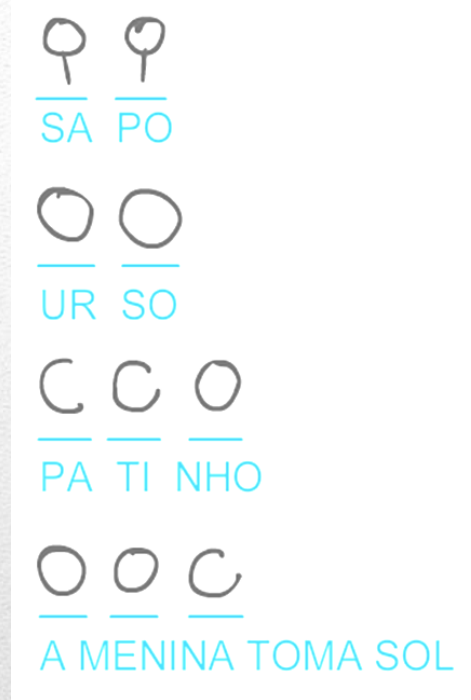 SA PO
O O
UR SO
C C O
PA TI NHO
O O C
A MENINA TOMA SOL